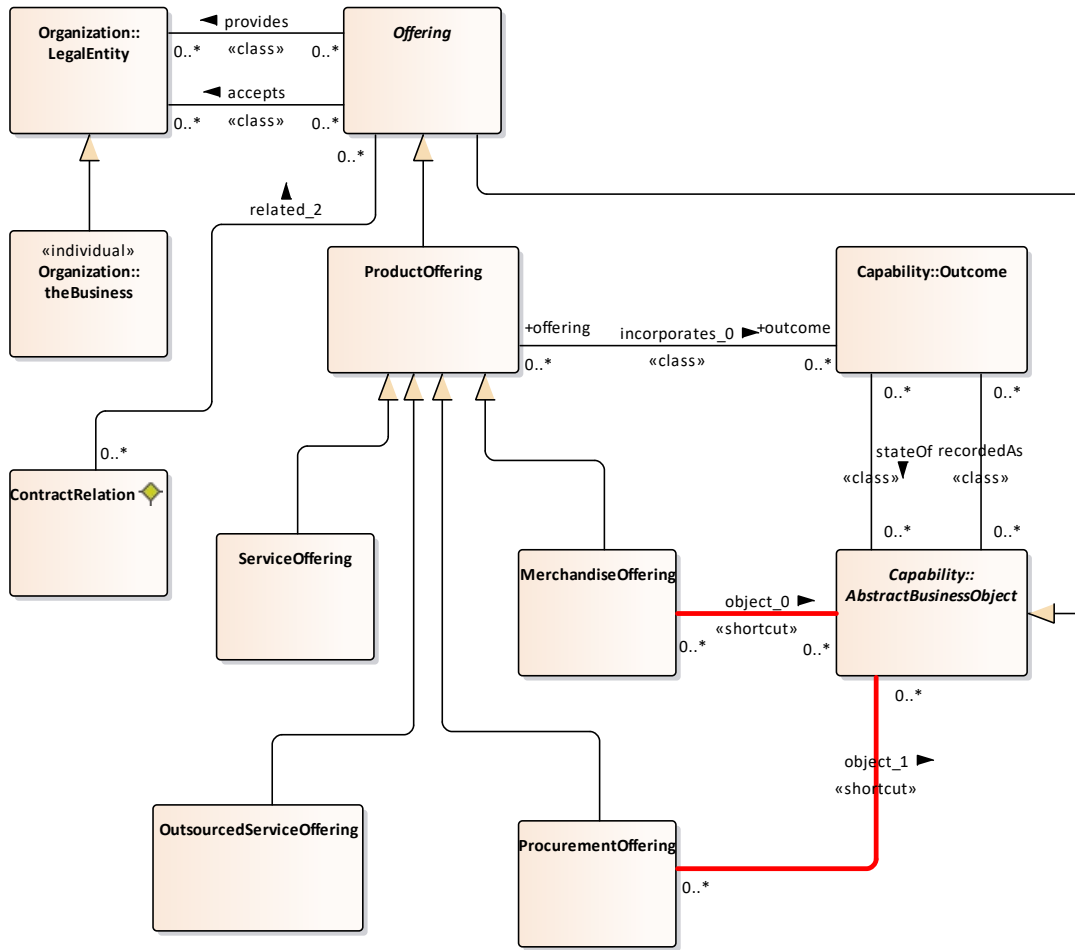 Organization::
LegalEntity
provides
0..*
«class»
0..*
accepts
0..*
«class»
0..*
Offering
0..*
related_2
«individual»
Organization::
theBusiness
ProductOffering
+offering
incorporates_0
+outcome
0..*
«class»
0..*
Capability::Outcome
0..*
0..*
stateOf
recordedAs
«class»
«class»
0..*
0..*
0..*
ContractRelation
ServiceOffering
MerchandiseOffering
object_0
«shortcut»
0..*
0..*
Capability::
AbstractBusinessObject
0..*
object_1
«shortcut»
OutsourcedServiceOffering
ProcurementOffering
0..*